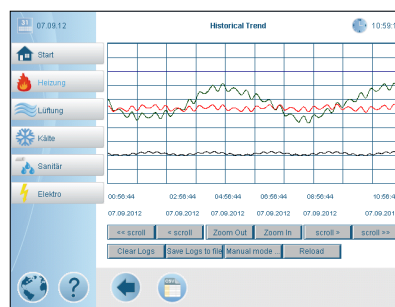 31 07.09.12 Historical Trend 10:59:1
Start
Heizung
Lüftung
Kälte
Sanitär
Elektro
00:56:44 02:56:44 04:56:44 06:56:44 08:56:44 10:56:4
07.09.2012 07.09.2012 07.09.2012 07.09.2012 07.09.2012 07.09.20
<< scroll < scroll Zoom Out Zoom In scroll > scroll >>
Clear Logs Save Logs to file Manual mode ... Reload
?